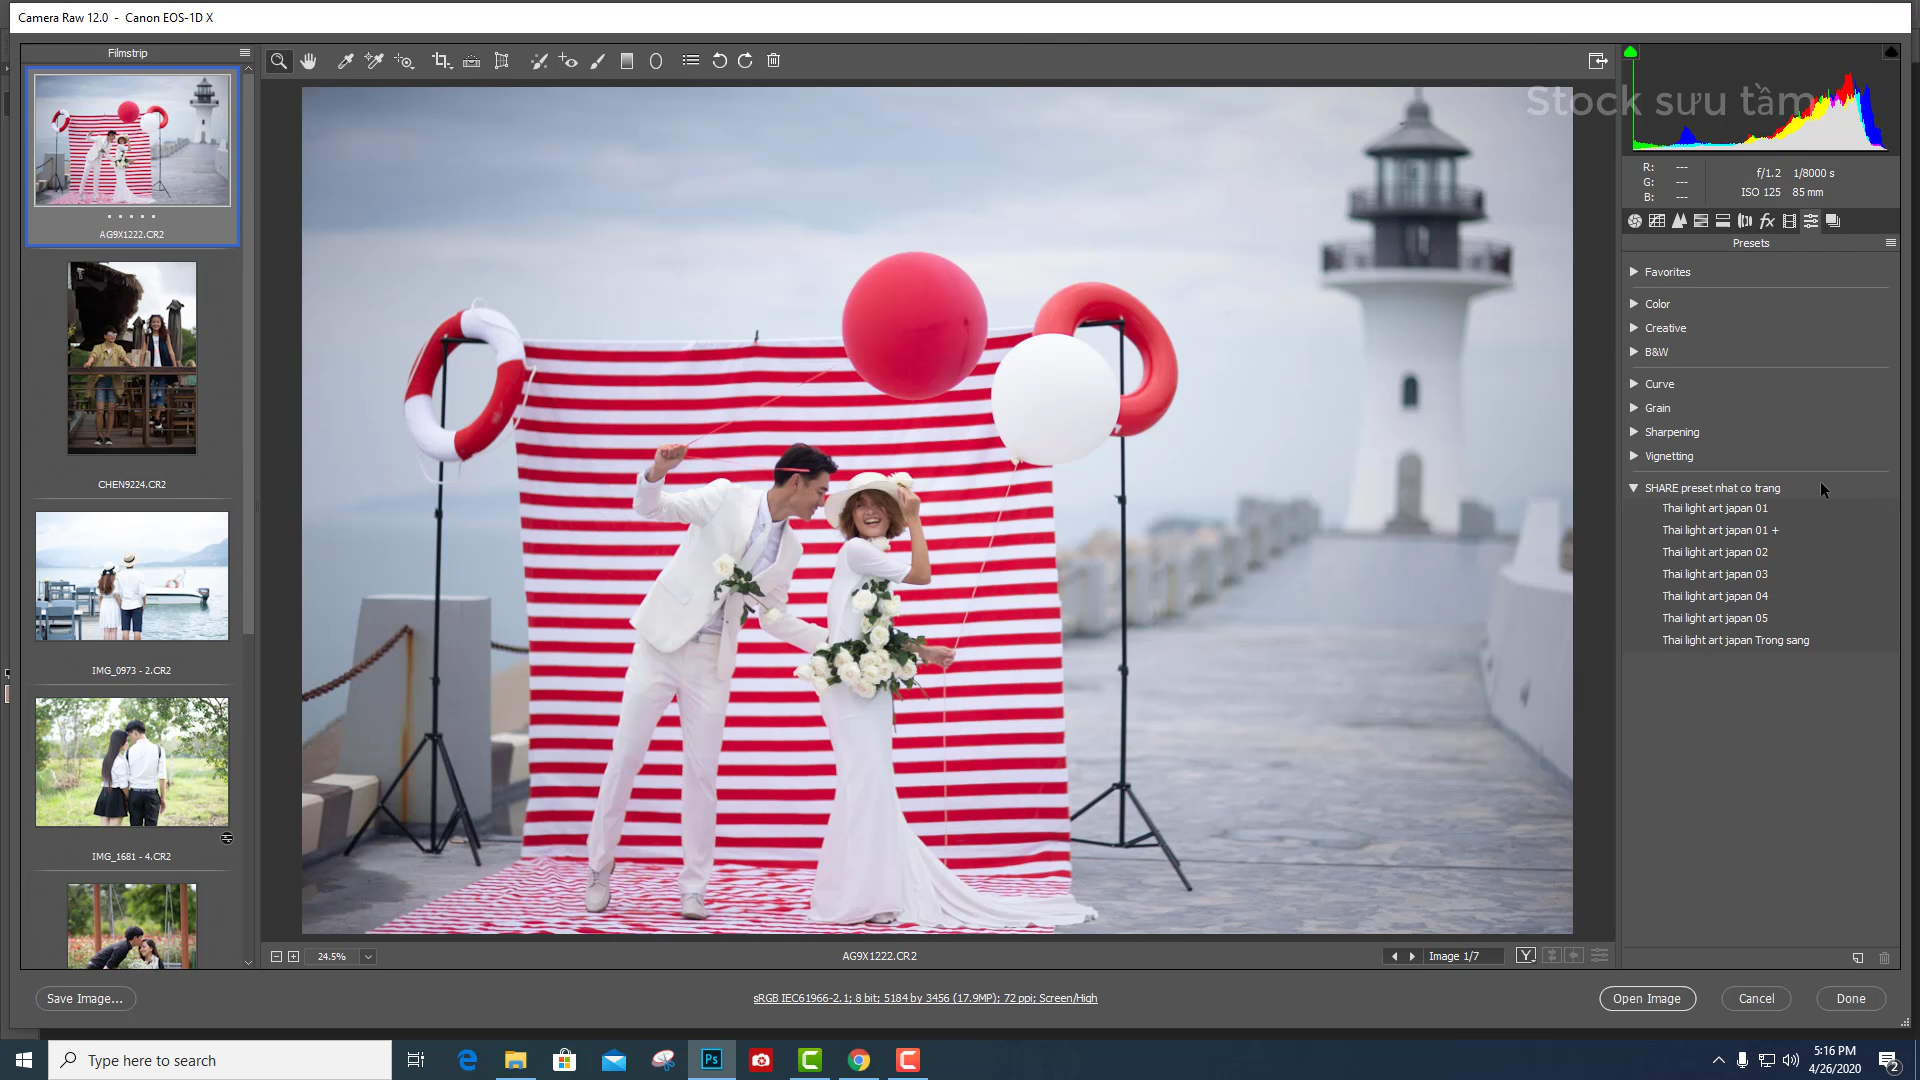 Camera Raw 12.0 - Canon EOS-1D X
Filmstrip
AG9X1222.CR2
CHEN9224.CR2
IMG_0973 - 2.CR2
IMG_1681 - 4.CR2
Stock sưu tầm
R: ---
G: ---
B: ---
f/1.2 1/8000 s
ISO 125 85 mm
Presets
Favorites
Color
Creative
B&W
Curve
Grain
Sharpening
Vignetting
SHARE preset nhat co trang
Thai light art japan 01
Thai light art japan 01 +
Thai light art japan 02
Thai light art japan 03
Thai light art japan 04
Thai light art japan 05
Thai light art japan Trong sang
24.5%
AG9X1222.CR2
Image 1/7
Y
Save Image...
sRGB IEC61966-2.1; 8 bit; 5184 by 3456 (17.9MP); 72 ppi; Screen/High
Open Image
Cancel
Done
Type here to search
Ps
5:16 PM
4/26/2020
2